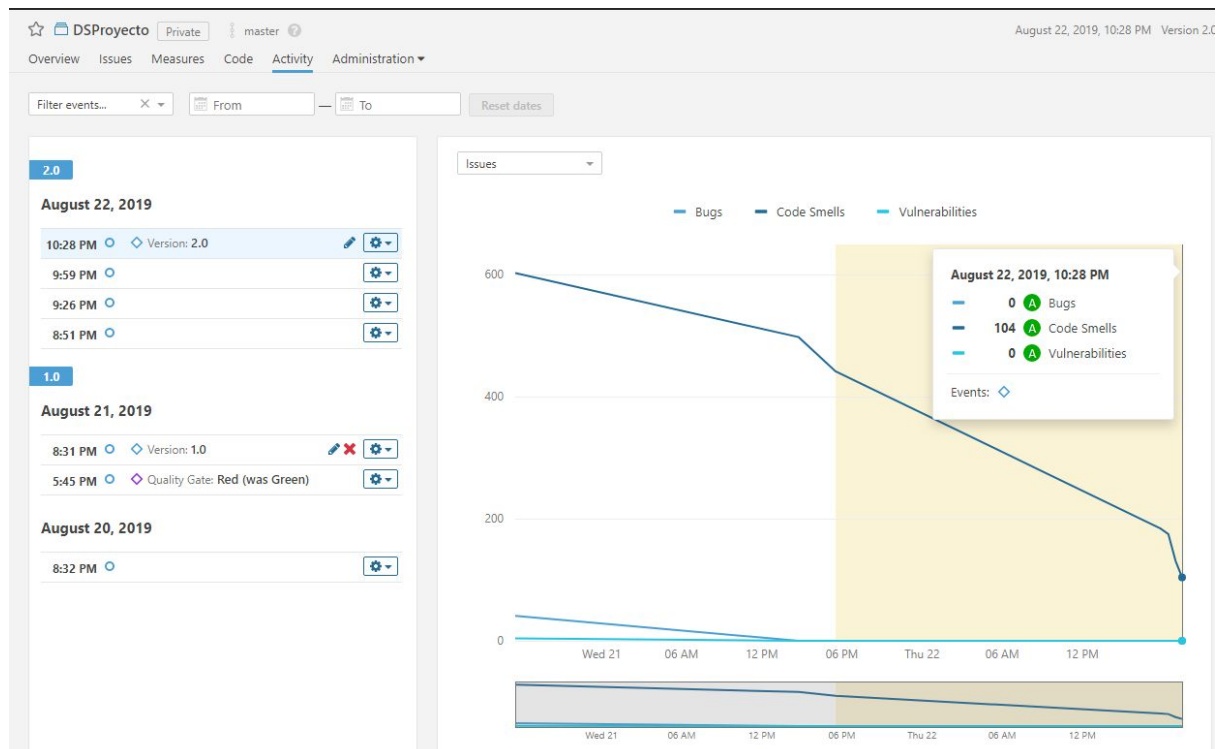 DSProyecto Private master August 22, 2019, 10:28 PM Version 2.0
Overview Issues Measures Code Activity Administration
Filter events... From — To Reset dates
2.0
August 22, 2019
10:28 PM Version: 2.0
9:59 PM
9:26 PM
8:51 PM
1.0
August 21, 2019
8:31 PM Version: 1.0
5:45 PM Quality Gate: Red (was Green)
August 20, 2019
8:32 PM
Issues
Bugs Code Smells Vulnerabilities
600
400
200
0
August 22, 2019, 10:28 PM
0 A Bugs
104 A Code Smells
0 A Vulnerabilities
Events:
Wed 21 06 AM 12 PM 06 PM Thu 22 06 AM 12 PM
Wed 21 06 AM 12 PM 06 PM Thu 22 06 AM 12 PM